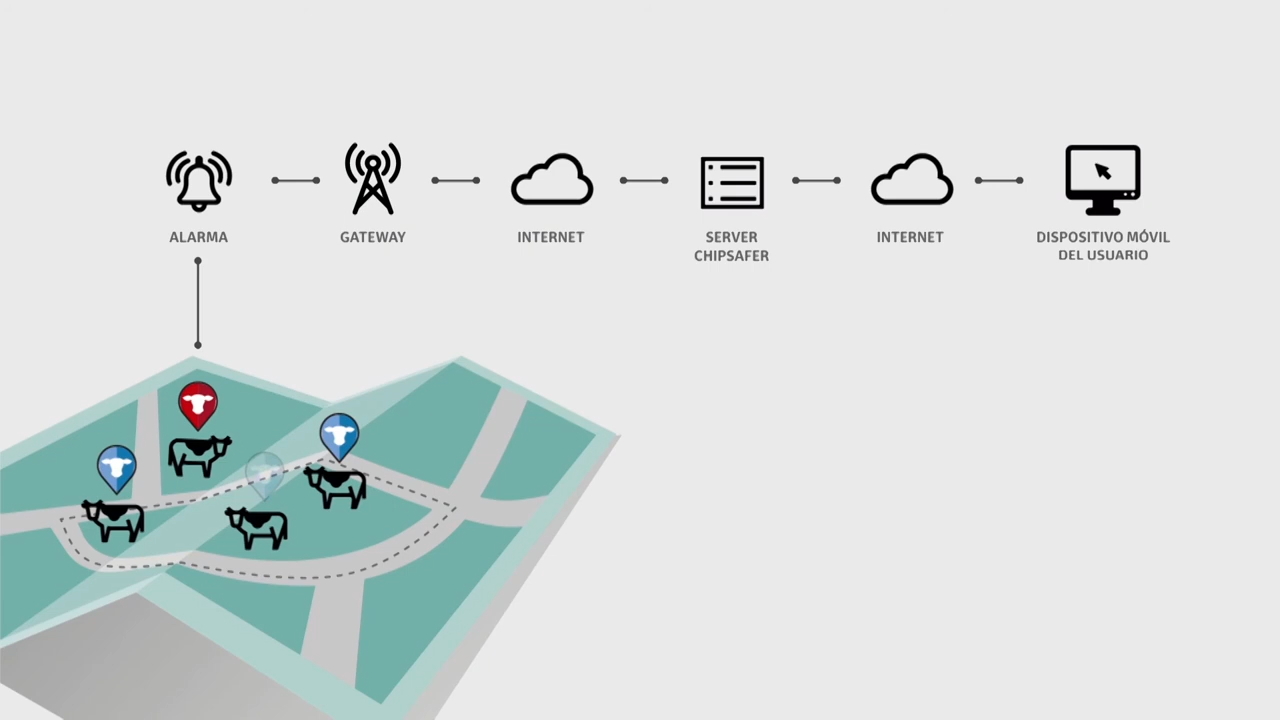 ALARMA
GATEWAY
INTERNET
SERVER
CHIPSAFER
INTERNET
DISPOSITIVO MÓVIL
DEL USUARIO